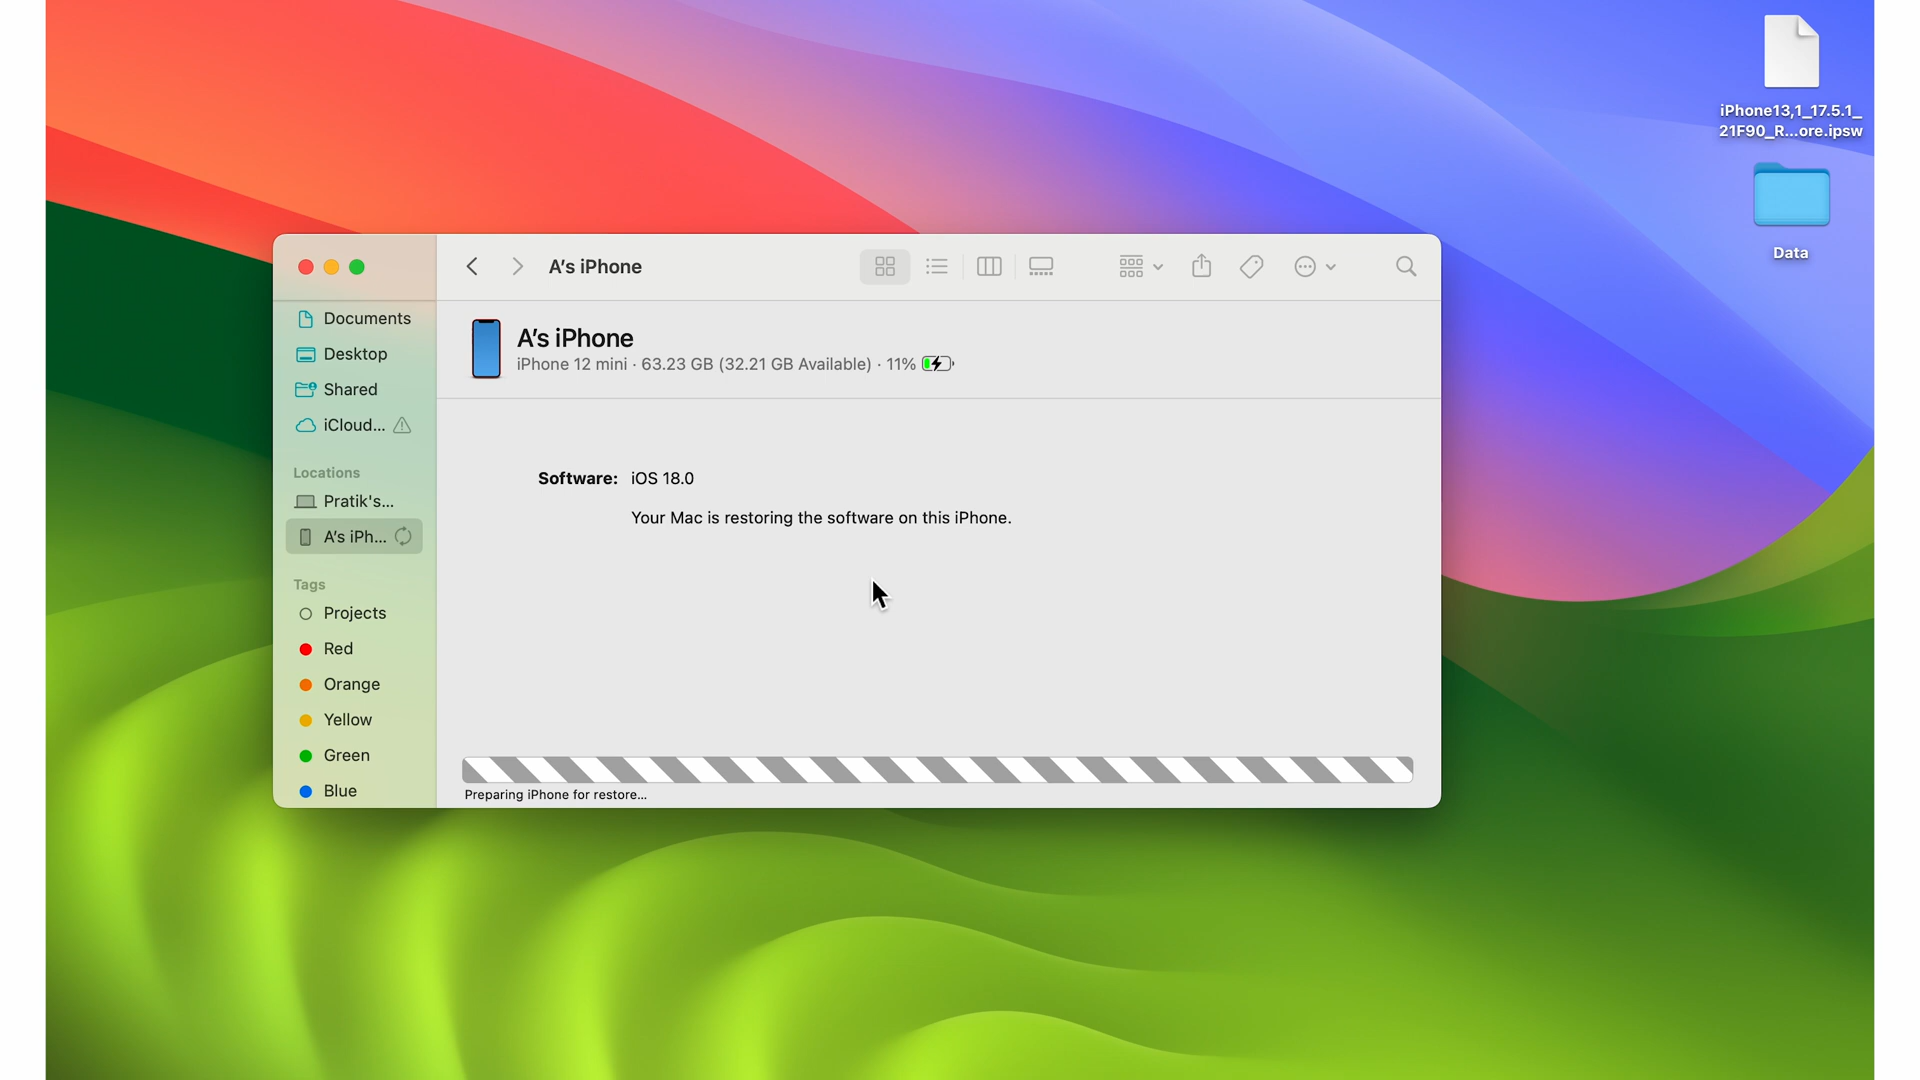 iPhone13,1_17.5.1_
21F90_R...ore.ipsw
Data
A's iPhone
Documents
Desktop
Shared
iCloud...
Locations
Pratik's...
A's iPh...
Tags
Projects
Red
Orange
Yellow
Green
Blue
A's iPhone
iPhone 12 mini · 63.23 GB (32.21 GB Available) · 11%
Software: iOS 18.0
Your Mac is restoring the software on this iPhone.
Preparing iPhone for restore...